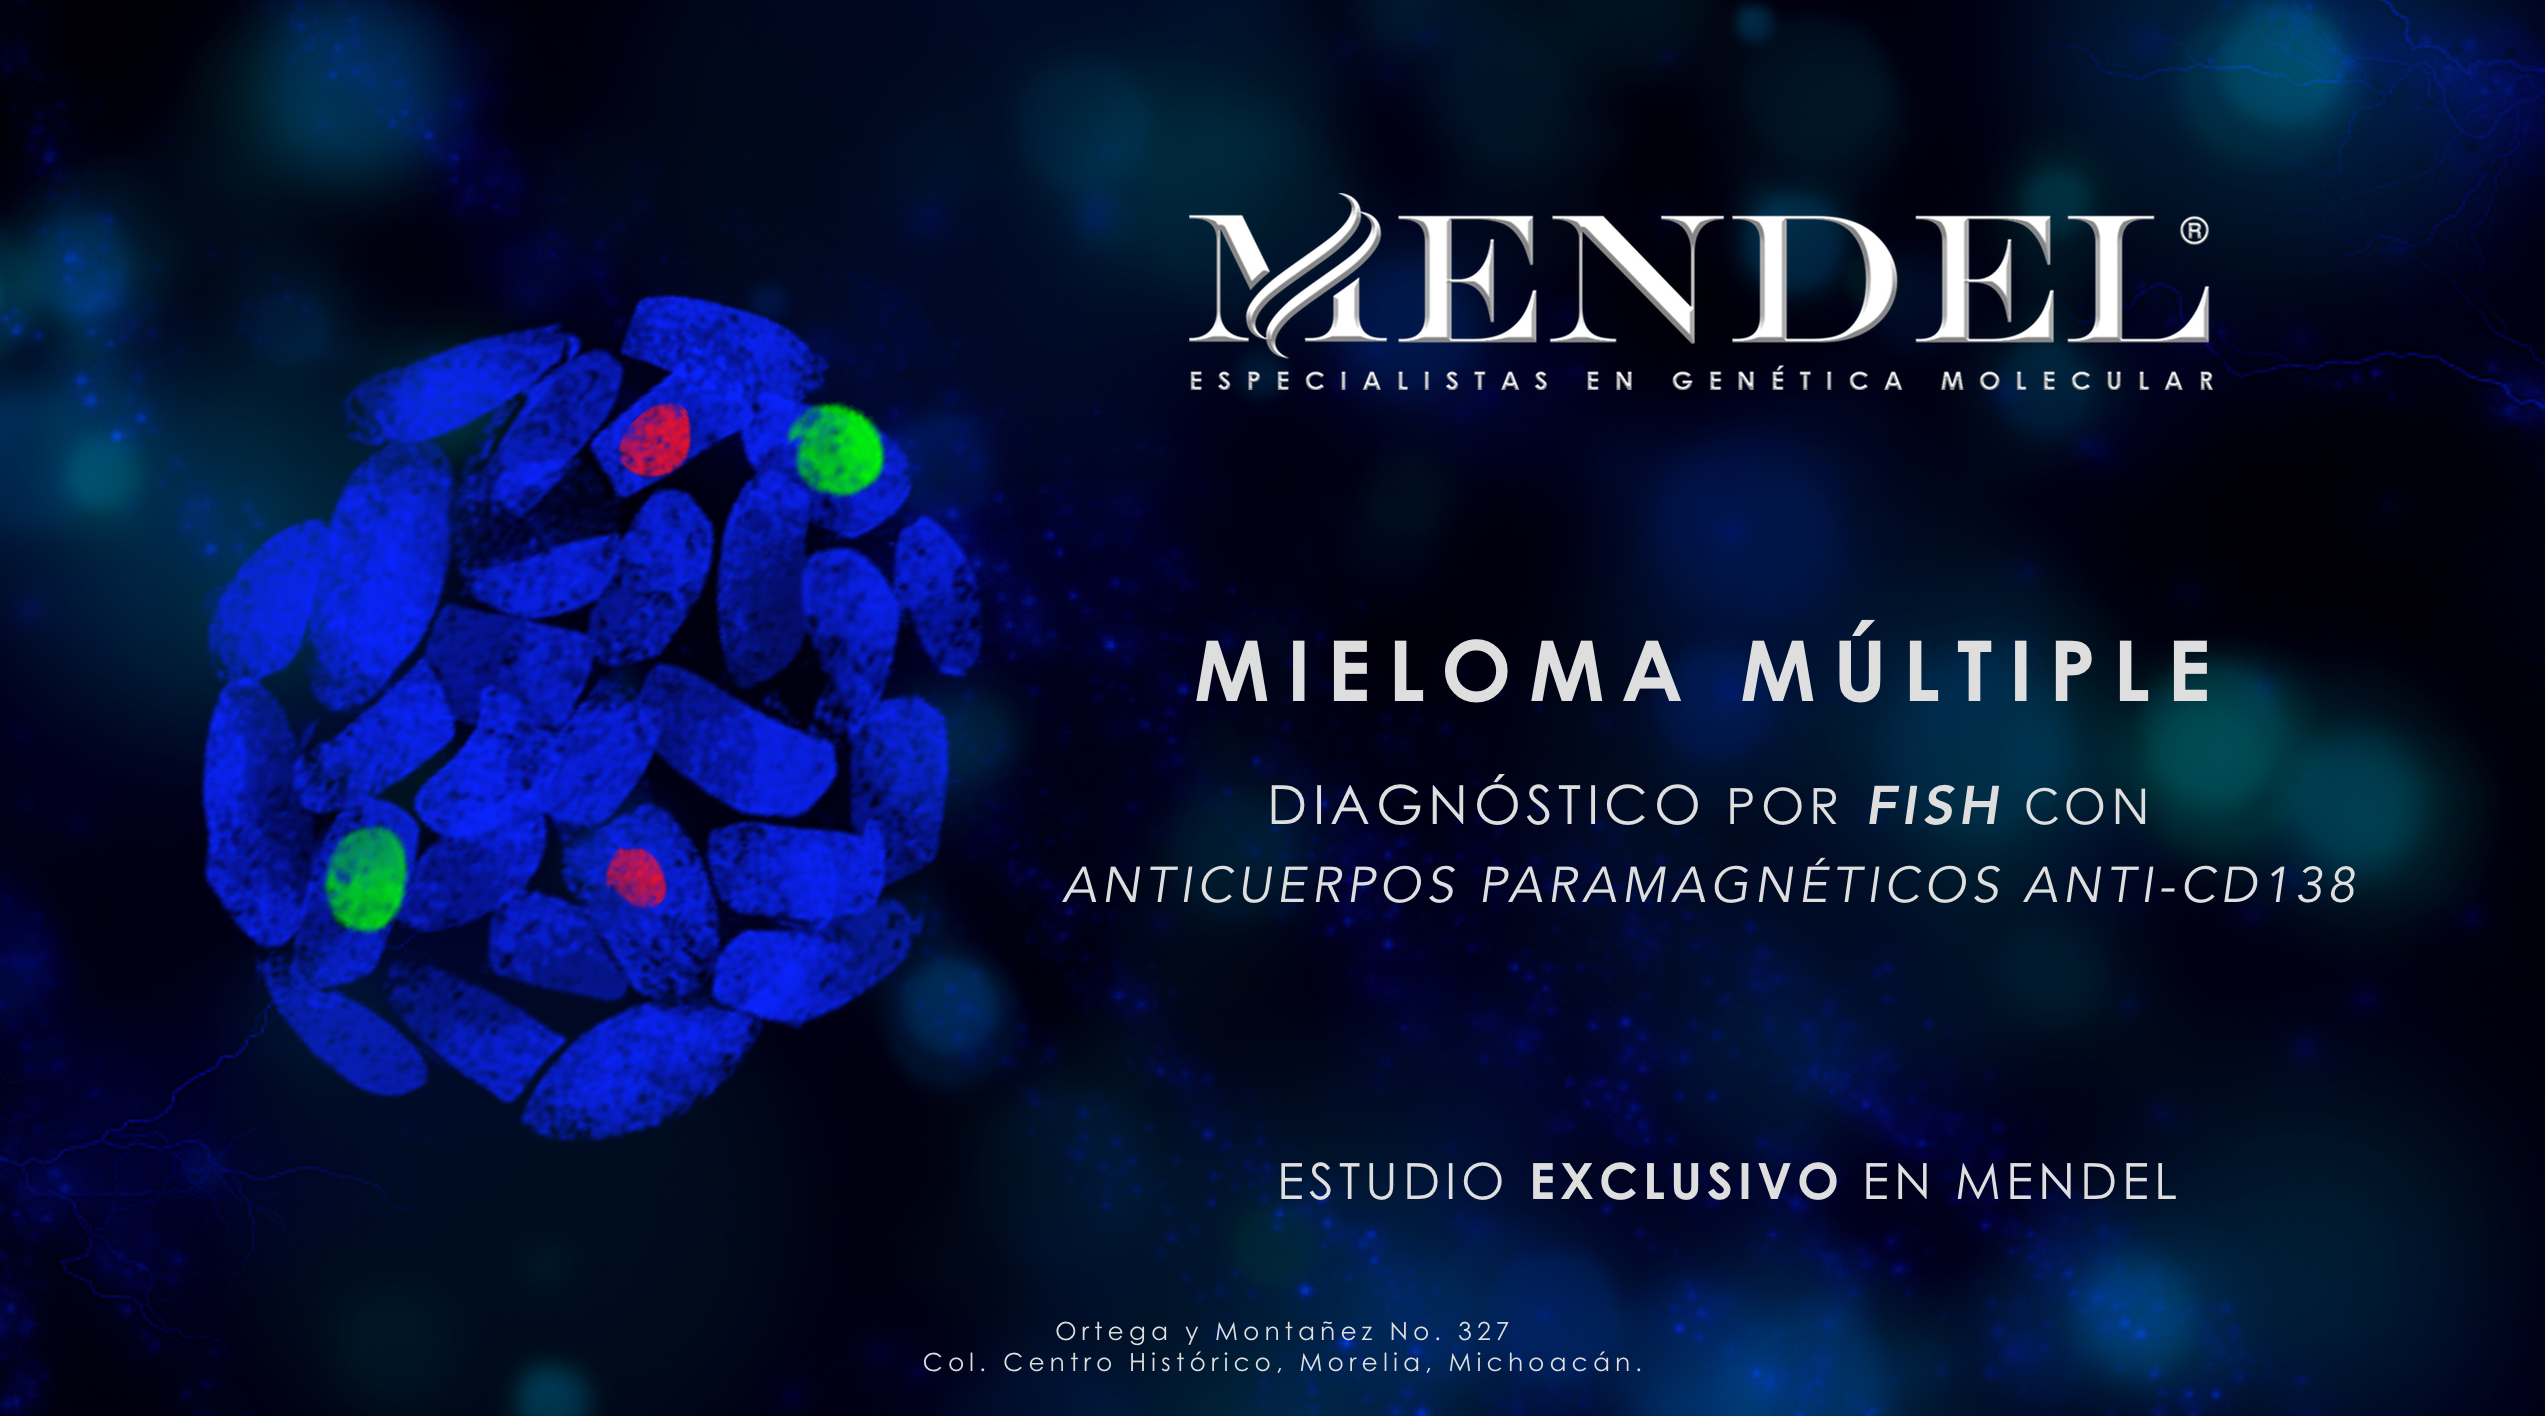 MENDEL®
ESPECIALISTAS EN GENÉTICA MOLECULAR
MIELOMA MÚLTIPLE
DIAGNÓSTICO POR FISH CON
ANTICUERPOS PARAMAGNÉTICOS ANTI-CD138
ESTUDIO EXCLUSIVO EN MENDEL
Ortega y Montañez No. 327
Col. Centro Histórico, Morelia, Michoacán.